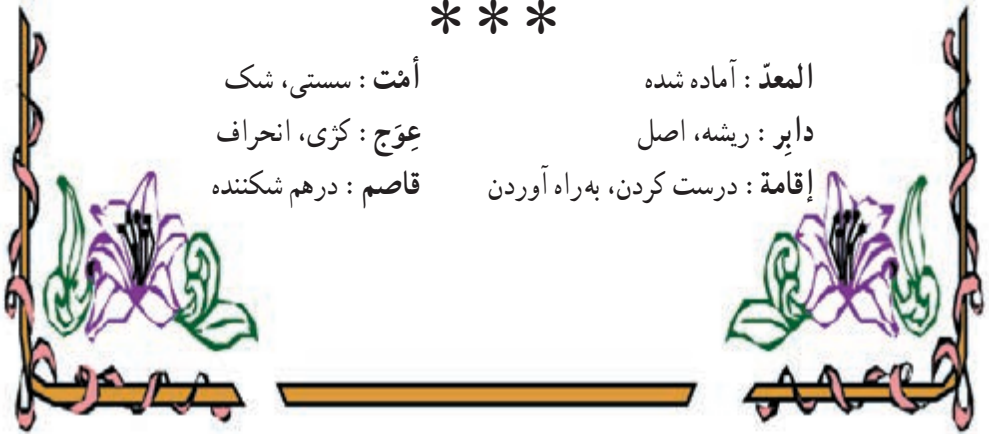 * * *
المعدّ : آماده شده	أمْت : سستی، شک
دابِر : ریشه، اصل	عِوَج : کژی، انحراف
إقامة : درست کردن، به‌راه آوردن	قاصم : درهم شکننده